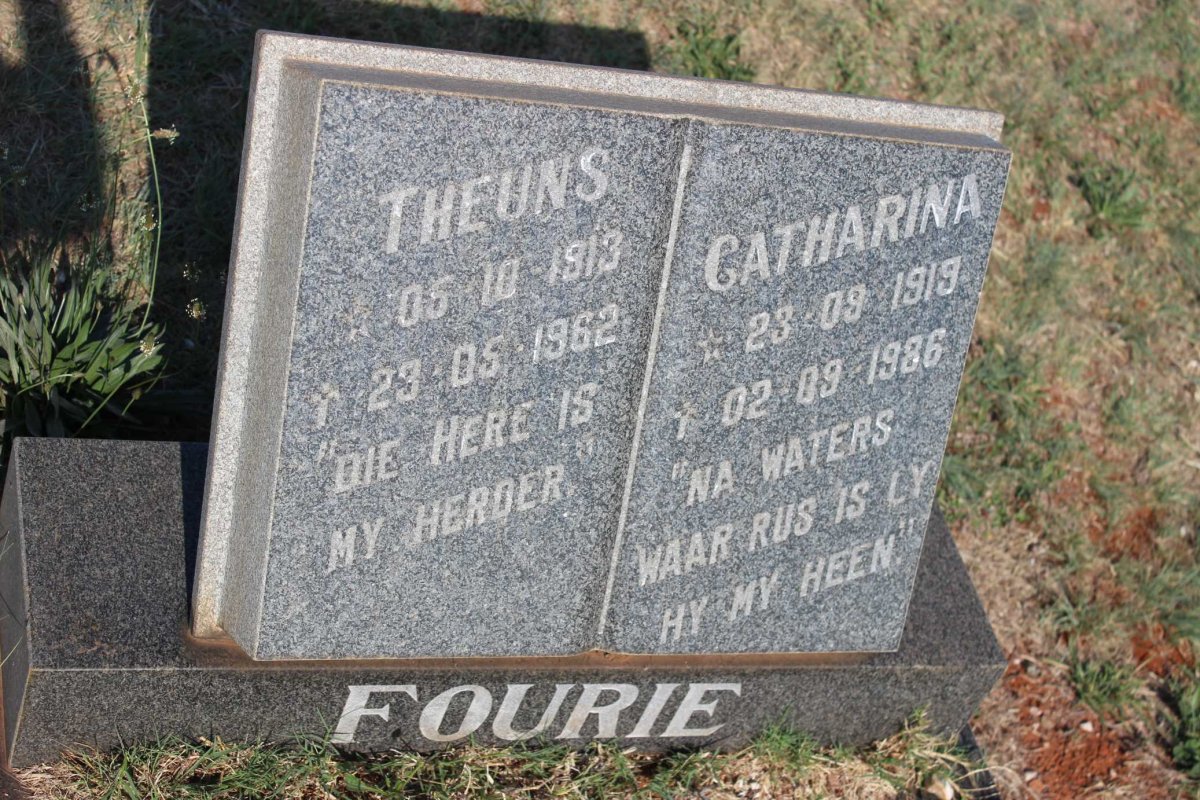 THEUNS
☆ 05·10·1913
✝ 23·05·1962
"DIE HERE IS
MY HERDER."
CATHARINA
☆ 23·09·1919
✝ 02·09·1986
"NA WATERS
WAAR RUS IS LY
HY MY HEEN"
FOURIE